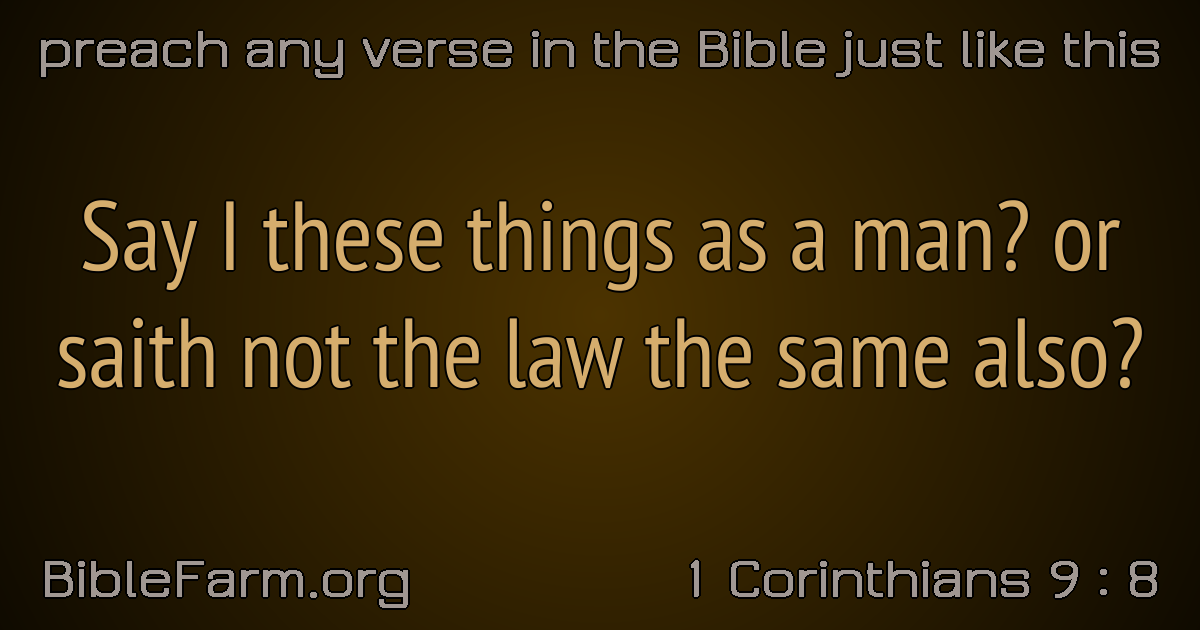 preach any verse in the Bible just like this
Say I these things as a man? or
saith not the law the same also?
BibleFarm.org
1 Corinthians 9 : 8